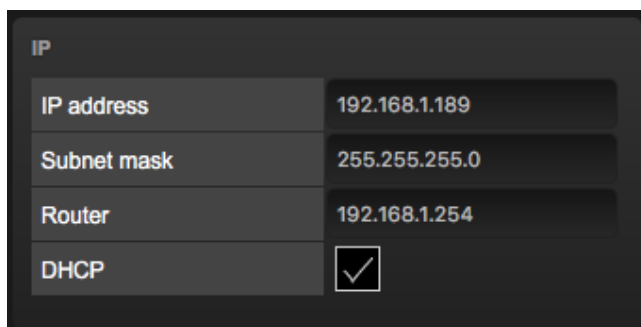 IP
IP address 192.168.1.189
Subnet mask 255.255.255.0
Router 192.168.1.254
DHCP